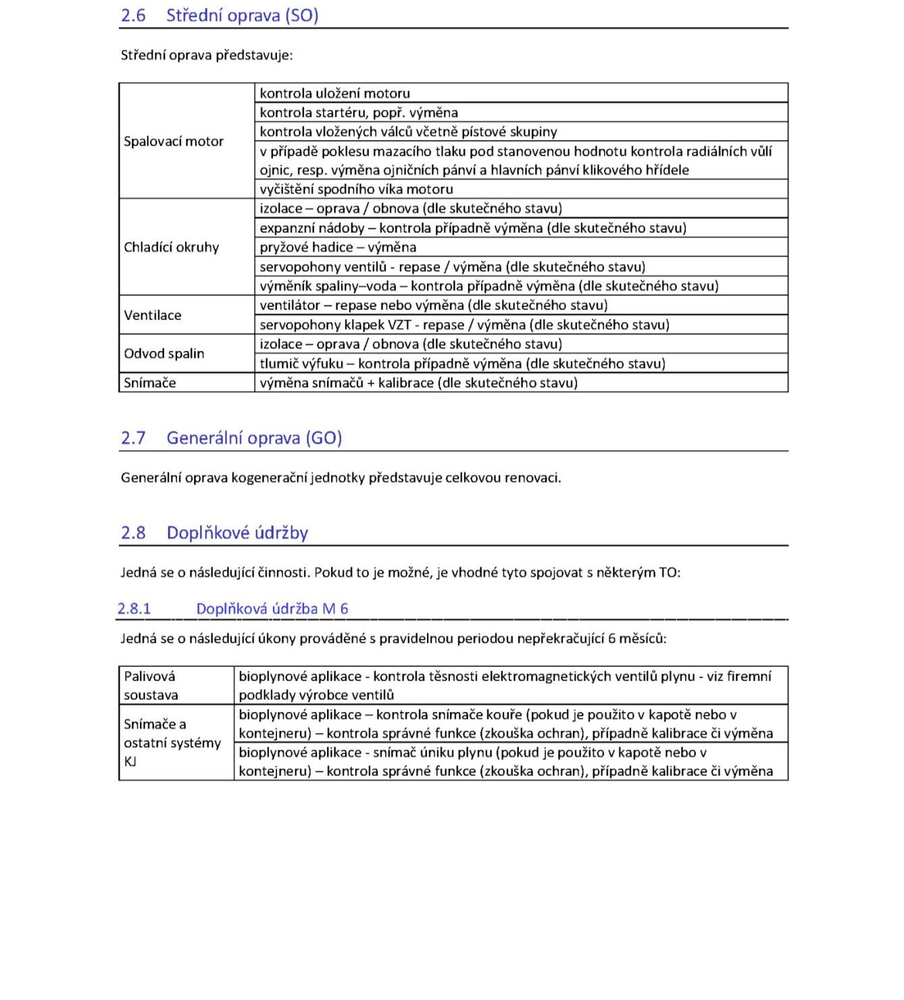 2.6 Střední oprava (SO)
Střední oprava představuje:
Spalovací motor
kontrola uložení motoru
kontrola startéru, popř. výměna
kontrola vložených válců včetně pístové skupiny
v případě poklesu mazacího tlaku pod stanovenou hodnotu kontrola radiálních vůlí
ojnic, resp. výměna ojničních pánví a hlavních pánví klikového hřídele
vyčištění spodního víka motoru
Chladící okruhy
izolace – oprava / obnova (dle skutečného stavu)
expanzní nádoby – kontrola případně výměna (dle skutečného stavu)
pryžové hadice – výměna
servopohony ventilů - repase / výměna (dle skutečného stavu)
výměník spaliny–voda – kontrola případně výměna (dle skutečného stavu)
Ventilace
ventilátor – repase nebo výměna (dle skutečného stavu)
servopohony klapek VZT - repase / výměna (dle skutečného stavu)
Odvod spalin
izolace – oprava / obnova (dle skutečného stavu)
tlumič výfuku – kontrola případně výměna (dle skutečného stavu)
Snímače
výměna snímačů + kalibrace (dle skutečného stavu)
2.7 Generální oprava (GO)
Generální oprava kogenerační jednotky představuje celkovou renovaci.
2.8 Doplňkové údržby
Jedná se o následující činnosti. Pokud to je možné, je vhodné tyto spojovat s některým TO:
2.8.1 Doplňková údržba M 6
Jedná se o následující úkony prováděné s pravidelnou periodou nepřekračující 6 měsíců:
Palivová
soustava
bioplynové aplikace - kontrola těsnosti elektromagnetických ventilů plynu - viz firemní
podklady výrobce ventilů
Snímače a
ostatní systémy
KJ
bioplynové aplikace – kontrola snímače kouře (pokud je použito v kapotě nebo v
kontejneru) – kontrola správné funkce (zkouška ochran), případně kalibrace či výměna
bioplynové aplikace - snímač úniku plynu (pokud je použito v kapotě nebo v
kontejneru) – kontrola správné funkce (zkouška ochran), případně kalibrace či výměna